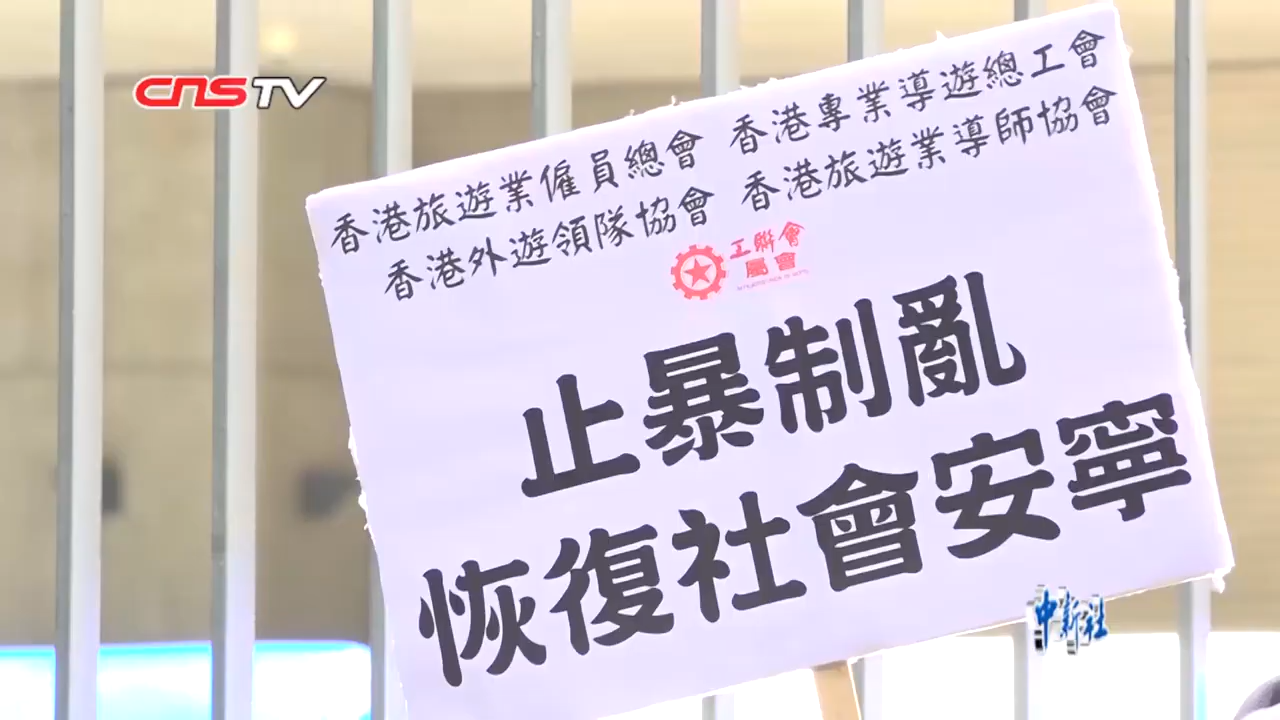 CNSTV
香港旅遊業僱員總會 香港專業導遊總工會
香港外遊領隊協會 香港旅遊業導師協會
工聯會
屬會
止暴制亂
恢復社會安寧
中新社